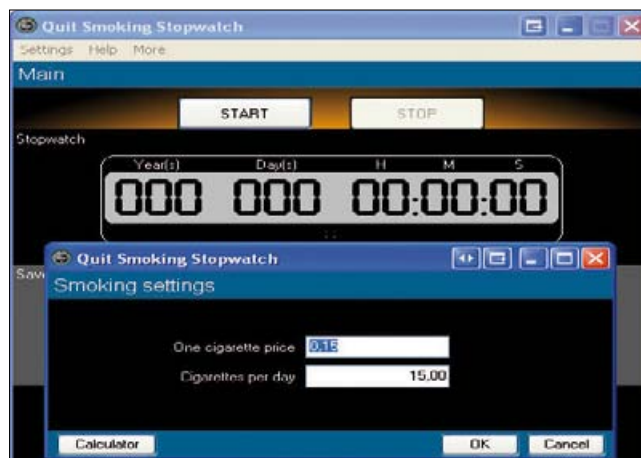 Quit Smoking Stopwatch
Settings Help More
Main
START STOP
Stopwatch
Year(s) Day(s) H M S
000 000 00:00:00
Quit Smoking Stopwatch
Smoking settings
One cigarette price 0.15
Cigarettes per day 15.00
Calculator OK Cancel